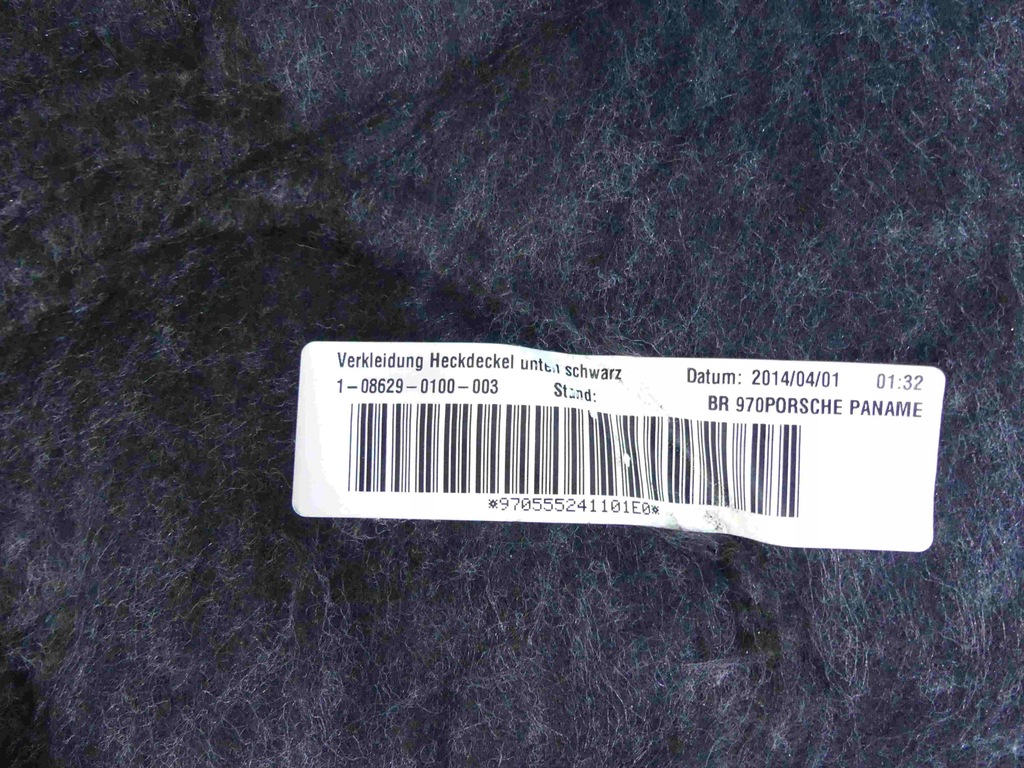 Verkleidung Heckdeckel unten schwarz Datum: 2014/04/01 01:32
1-08629-0100-003 Stand: BR 970PORSCHE PANAME
*970555241101E0*